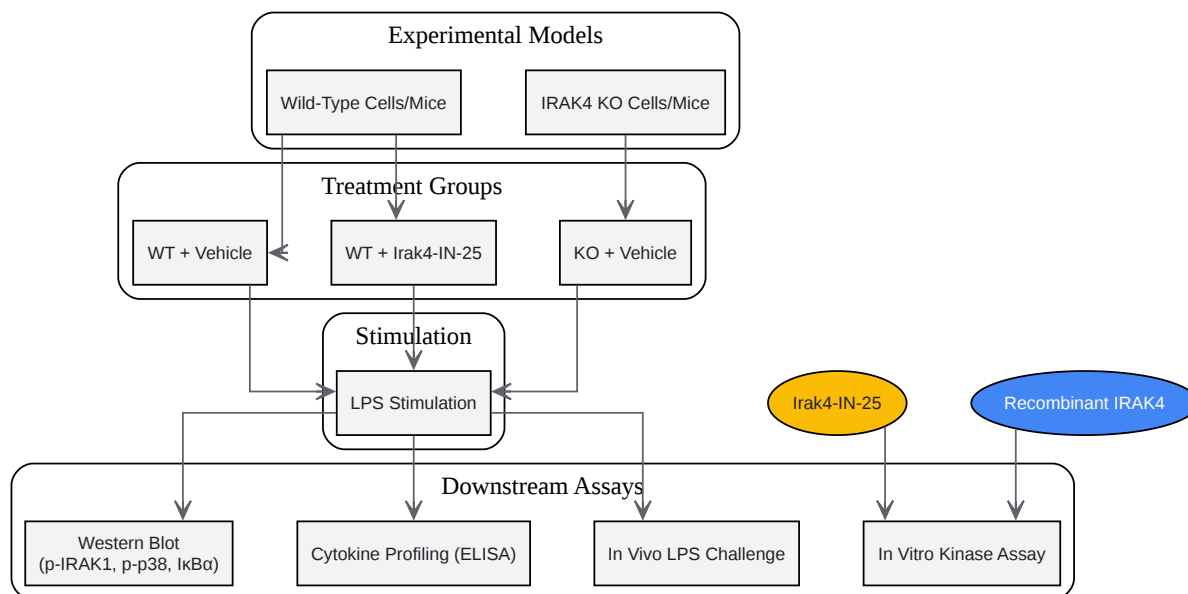 Experimental Models
Wild-Type Cells/Mice
IRAK4 KO Cells/Mice
Treatment Groups
WT + Vehicle
WT + Irak4-IN-25
KO + Vehicle
Stimulation
LPS Stimulation
Irak4-IN-25
Recombinant IRAK4
Downstream Assays
Western Blot
(p-IRAK1, p-p38, IκBα)
Cytokine Profiling (ELISA)
In Vivo LPS Challenge
In Vitro Kinase Assay